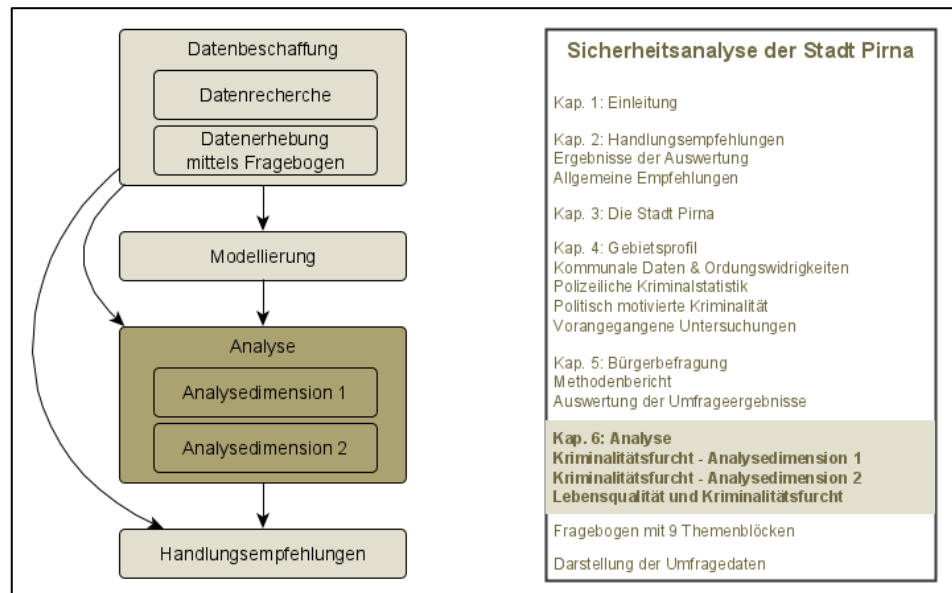 Datenbeschaffung
Datenrecherche
Datenerhebung
mittels Fragebogen
Modellierung
Analyse
Analysedimension 1
Analysedimension 2
Handlungsempfehlungen
Sicherheitsanalyse der Stadt Pirna
Kap. 1: Einleitung
Kap. 2: Handlungsempfehlungen
Ergebnisse der Auswertung
Allgemeine Empfehlungen
Kap. 3: Die Stadt Pirna
Kap. 4: Gebietsprofil
Kommunale Daten & Ordungswidrigkeiten
Polizeiliche Kriminalstatistik
Politisch motivierte Kriminalität
Vorangegangene Untersuchungen
Kap. 5: Bürgerbefragung
Methodenbericht
Auswertung der Umfrageergebnisse
Kap. 6: Analyse
Kriminalitätsfurcht - Analysedimension 1
Kriminalitätsfurcht - Analysedimension 2
Lebensqualität und Kriminalitätsfurcht
Fragebogen mit 9 Themenblöcken
Darstellung der Umfragedaten